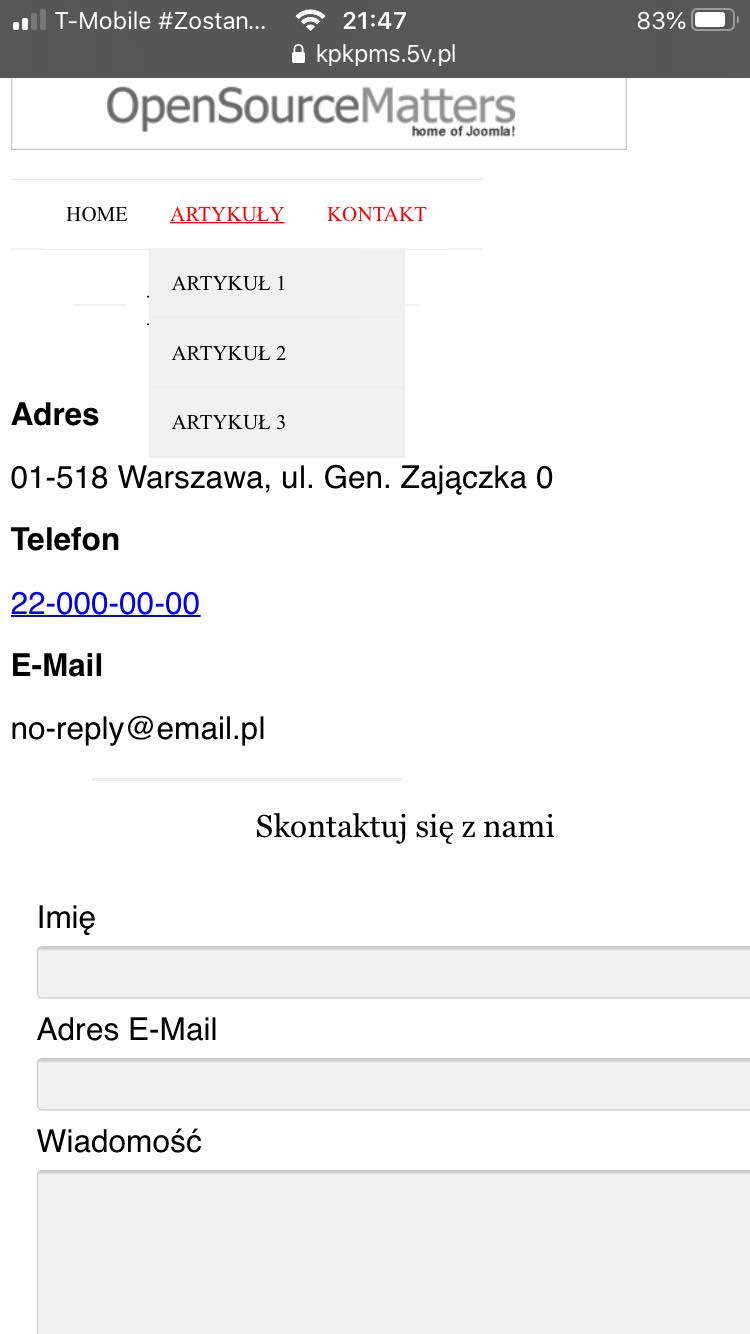 T-Mobile #Zostan... 21:47 83%
kpkpms.5v.pl
OpenSourceMatters
home of Joomla!
HOME ARTYKUŁY KONTAKT
ARTYKUŁ 1
ARTYKUŁ 2
ARTYKUŁ 3
Adres
01-518 Warszawa, ul. Gen. Zajączka 0
Telefon
22-000-00-00
E-Mail
no-reply@email.pl
Skontaktuj się z nami
Imię
Adres E-Mail
Wiadomość